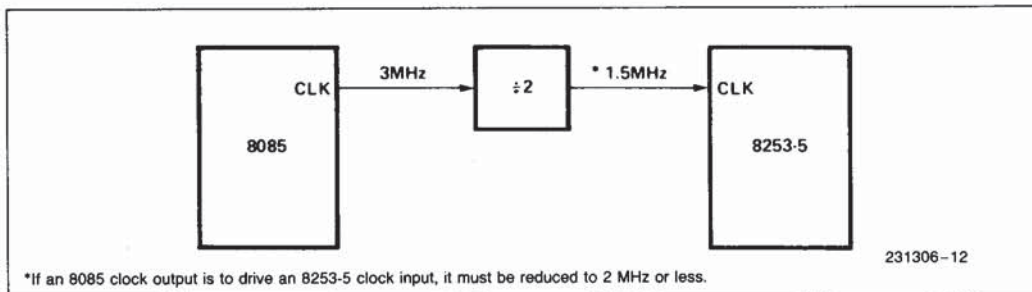 3MHz
* 1.5MHz
CLK
÷2
CLK
8085
8253-5
231306-12
*If an 8085 clock output is to drive an 8253-5 clock input, it must be reduced to 2 MHz or less.